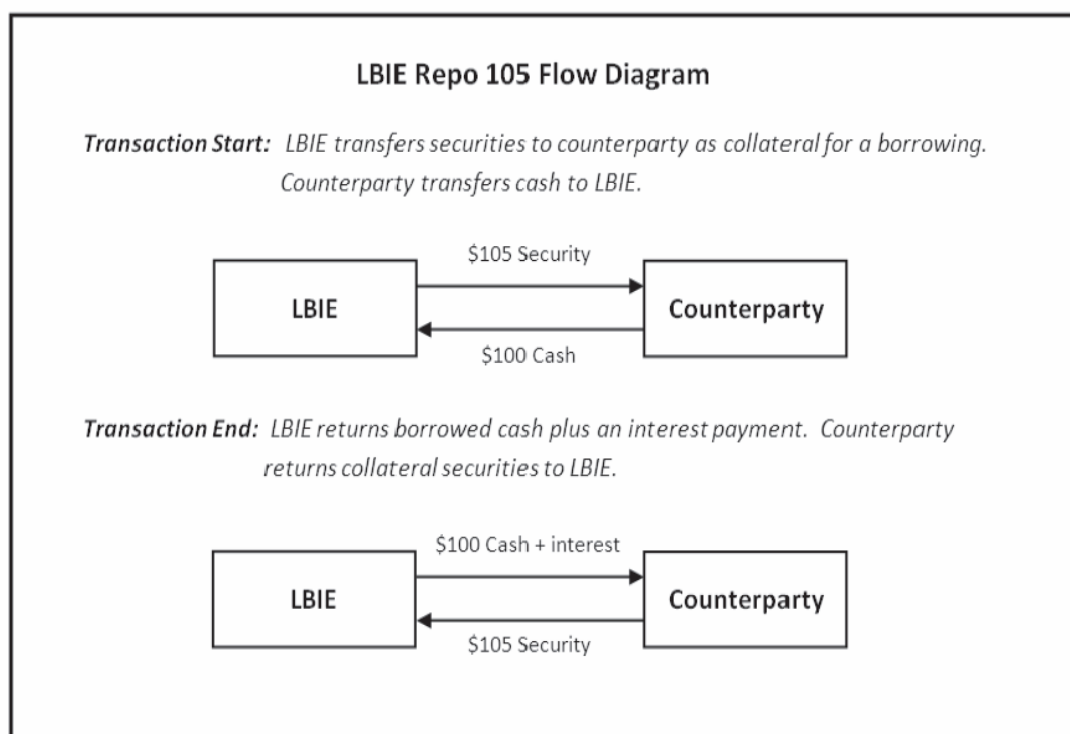 LBIE Repo 105 Flow Diagram
Transaction Start: LBIE transfers securities to counterparty as collateral for a borrowing.
Counterparty transfers cash to LBIE.
$105 Security
LBIE
Counterparty
$100 Cash
Transaction End: LBIE returns borrowed cash plus an interest payment. Counterparty
returns collateral securities to LBIE.
$100 Cash + interest
LBIE
Counterparty
$105 Security